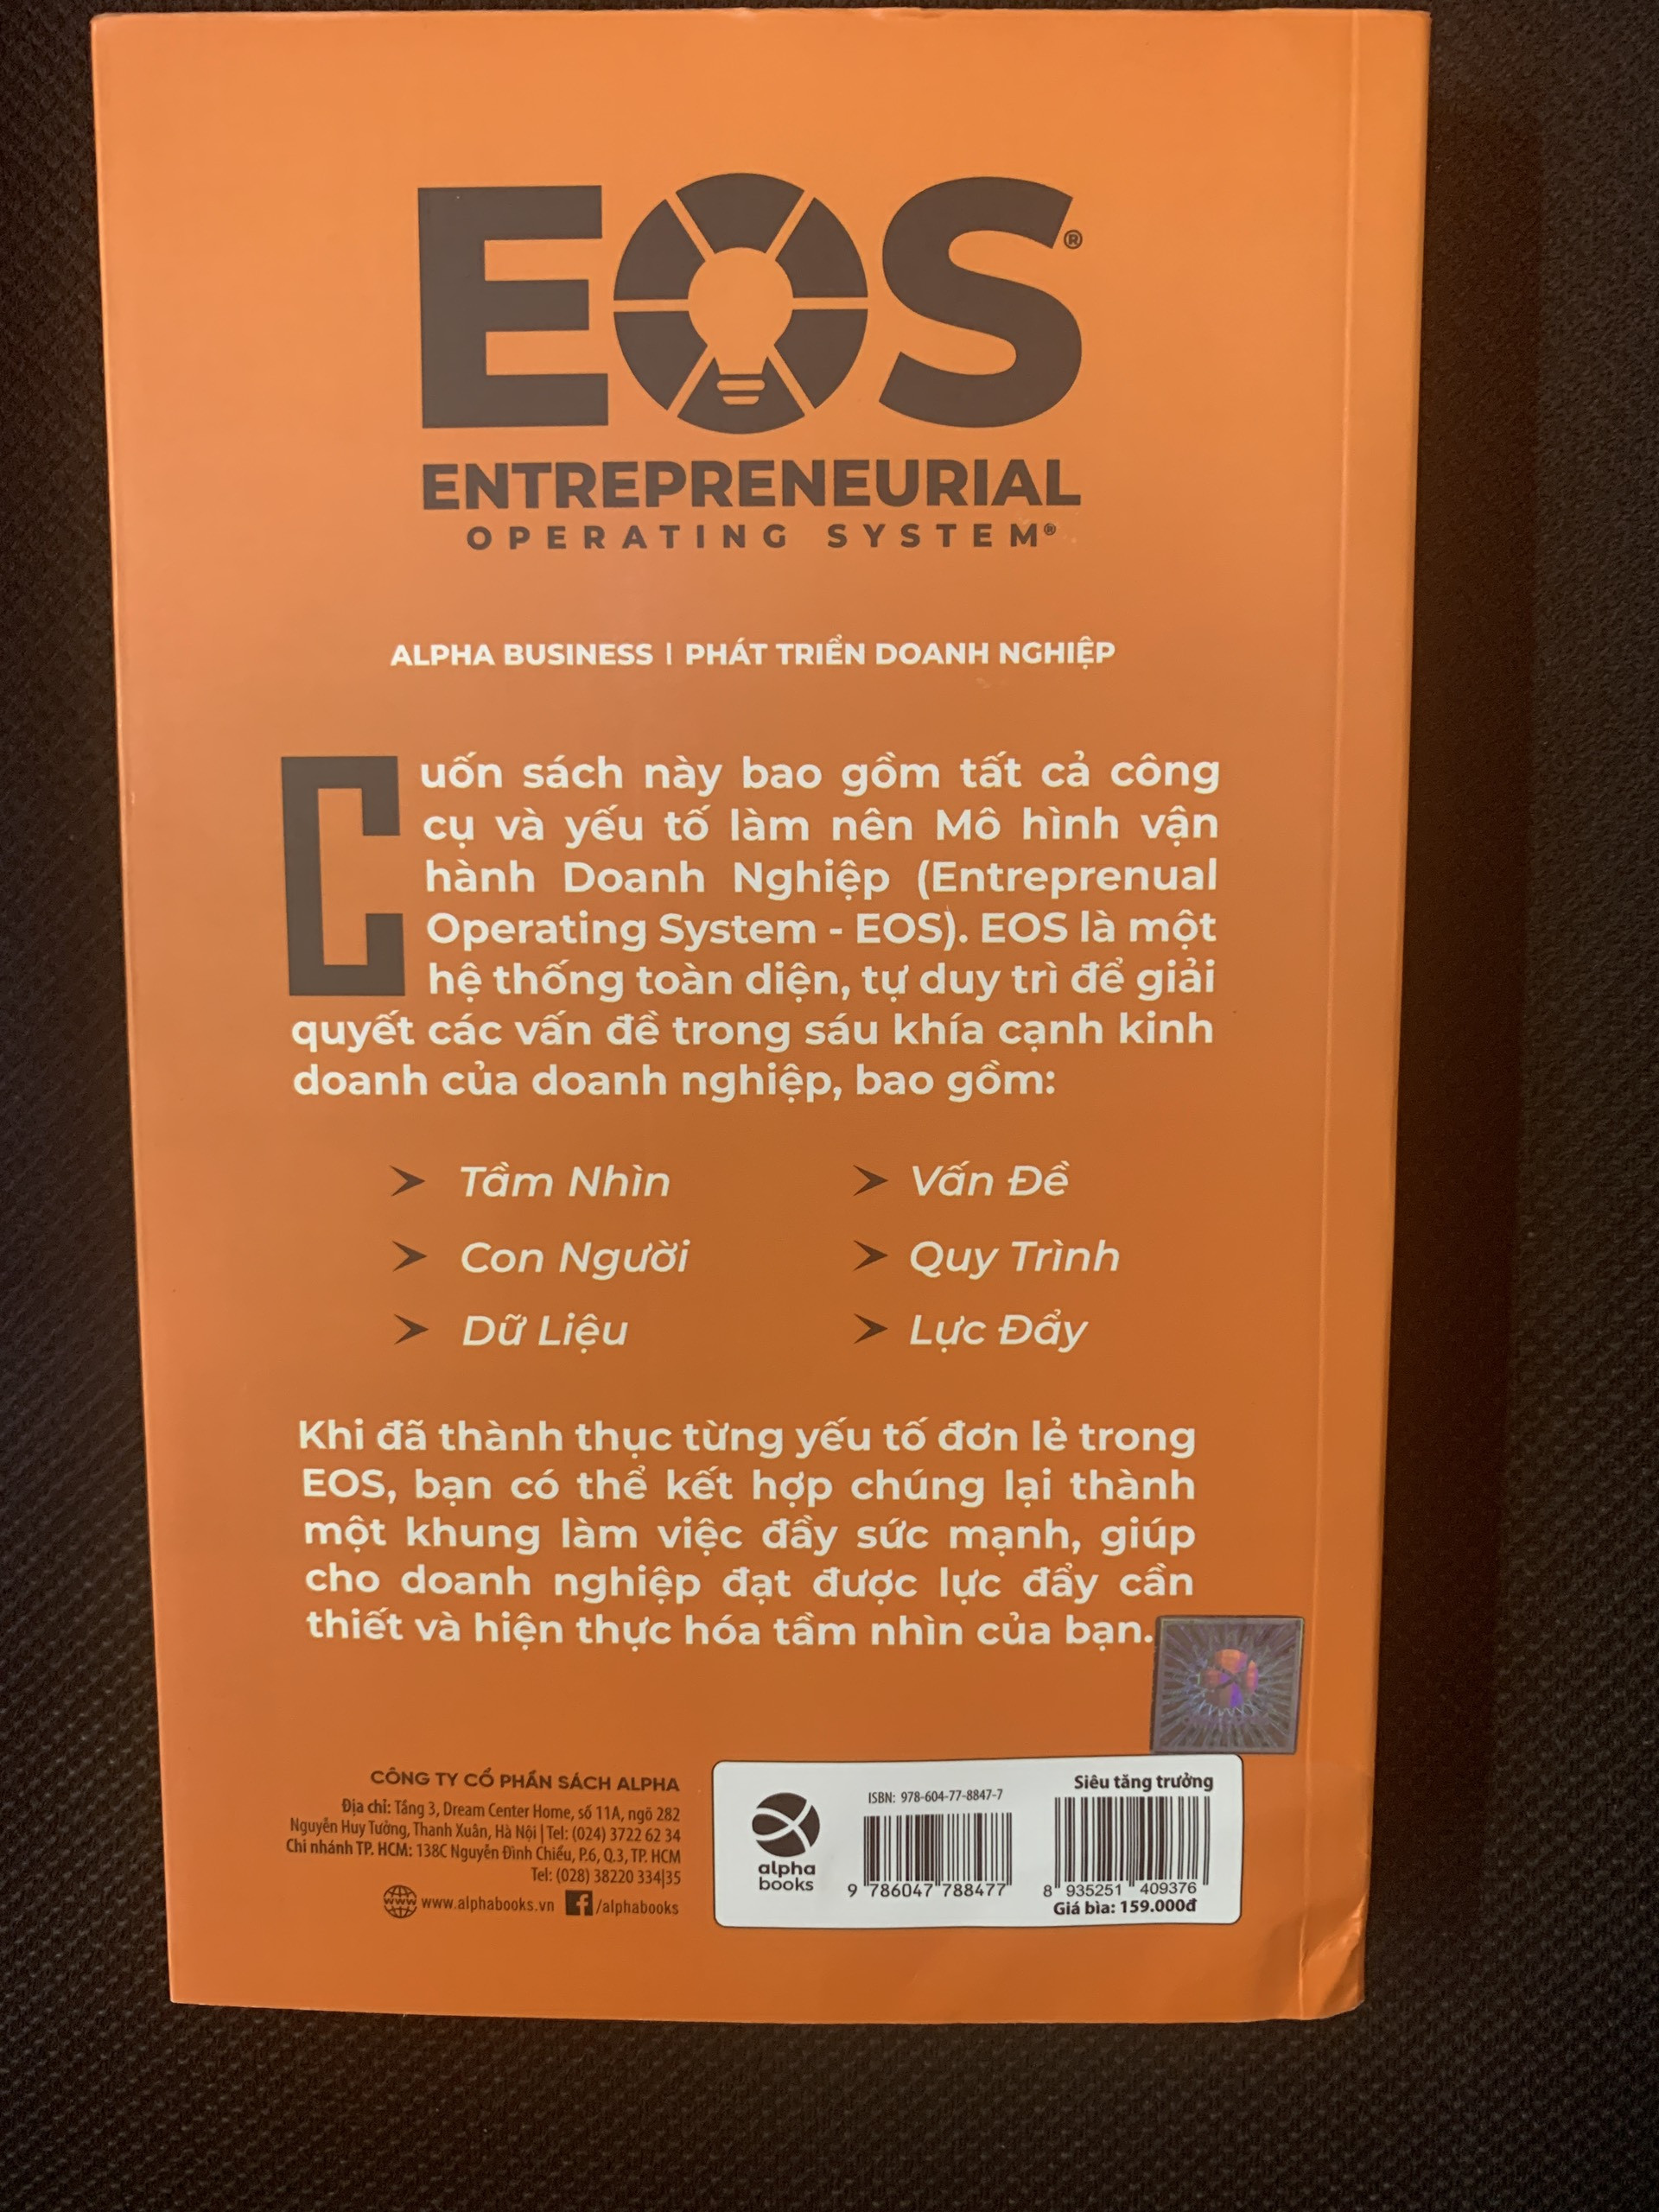 EOS®
ENTREPRENEURIAL
OPERATING SYSTEM®
ALPHA BUSINESS | PHÁT TRIỂN DOANH NGHIỆP
Cuốn sách này bao gồm tất cả công
cụ và yếu tố làm nên Mô hình vận
hành Doanh Nghiệp (Entreprenual
Operating System - EOS). EOS là một
hệ thống toàn diện, tự duy trì để giải
quyết các vấn đề trong sáu khía cạnh kinh
doanh của doanh nghiệp, bao gồm:
➤ Tầm Nhìn
➤ Con Người
➤ Dữ Liệu
➤ Vấn Đề
➤ Quy Trình
➤ Lực Đẩy
Khi đã thành thục từng yếu tố đơn lẻ trong
EOS, bạn có thể kết hợp chúng lại thành
một khung làm việc đầy sức mạnh, giúp
cho doanh nghiệp đạt được lực đẩy cần
thiết và hiện thực hóa tầm nhìn của bạn.
CÔNG TY CỔ PHẦN SÁCH ALPHA
Địa chỉ: Tầng 3, Dream Center Home, số 11A, ngõ 282
Nguyễn Huy Tưởng, Thanh Xuân, Hà Nội | Tel: (024) 3722 62 34
Chi nhánh TP. HCM: 138C Nguyễn Đình Chiểu, P.6, Q.3, TP. HCM
Tel: (028) 38220 334|35
www www.alphabooks.vn f /alphabooks
alpha
books
ISBN: 978-604-77-8847-7
9 786047 788477
Siêu tăng trưởng
8 935251 409376
Giá bìa: 159.000đ